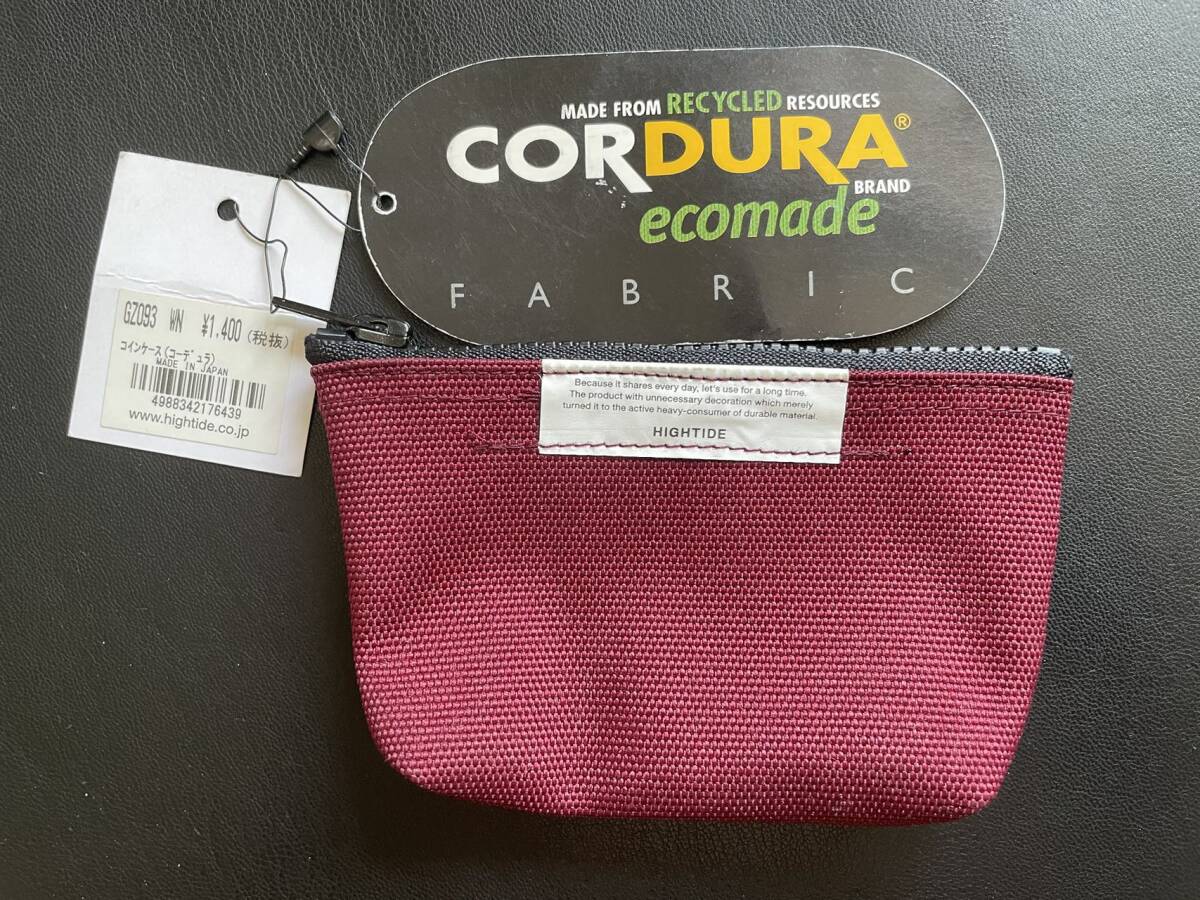 MADE FROM RECYCLED RESOURCES
CORDURA®
BRAND
ecomade
FABRIC
GZ093 WN ¥1,400(税抜)
コインケース(コーデュラ)
MADE IN JAPAN
4988342176439
www.hightide.co.jp
Because it shares every day, let's use for a long time.
The product with unnecessary decoration which merely
turned it to the active heavy-consumer of durable material.
HIGHTIDE